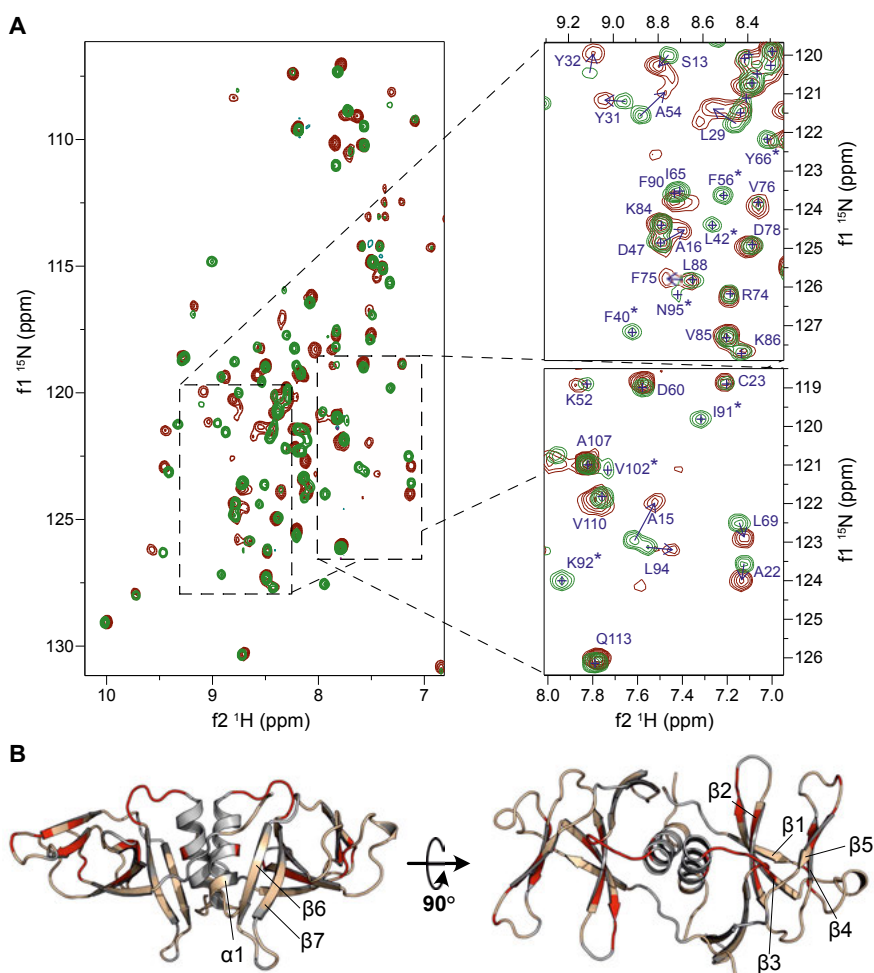 A
f1 ¹⁵N (ppm)
110
115
120
125
130
10 9 8 7
f2 ¹H (ppm)
9.1 8.9 8.8 8.6 8.4
Y32
S13
Y31
A54
L29
Y66*
F90
I65
F56*
V76
K84
D47
A16
L42*
D78
F75
L88
N95*
R74
F40*
V85
K86
120
121
122
123
124
125
126
127
f1 ¹⁵N (ppm)
K52
D60
C23
I91*
A107
V102*
V110
A15
L69
K92*
L94
A22
Q113
119
120
121
122
123
124
125
126
f1 ¹⁵N (ppm)
8.0 7.8 7.6 7.4 7.2 7.0
f2 ¹H (ppm)
B
α1
β6
β7
90°
β2
β1
β5
β4
β3